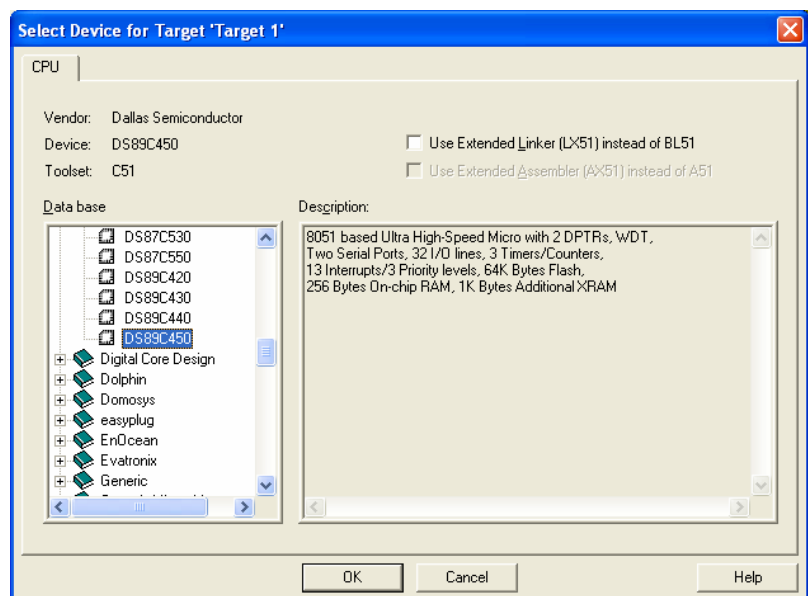 Select Device for Target 'Target 1'
CPU
Vendor: Dallas Semiconductor
Device: DS89C450
Toolset: C51
Use Extended Linker (LX51) instead of BL51
Use Extended Assembler (AX51) instead of A51
Data base
DS87C530
DS87C550
DS89C420
DS89C430
DS89C440
DS89C450
Digital Core Design
Dolphin
Domosys
easyplug
EnOcean
Evatronix
Generic
Description:
8051 based Ultra High-Speed Micro with 2 DPTRs, WDT,
Two Serial Ports, 32 I/O lines, 3 Timers/Counters,
13 Interrupts/3 Priority levels, 64K Bytes Flash,
256 Bytes On-chip RAM, 1K Bytes Additional XRAM
OK
Cancel
Help